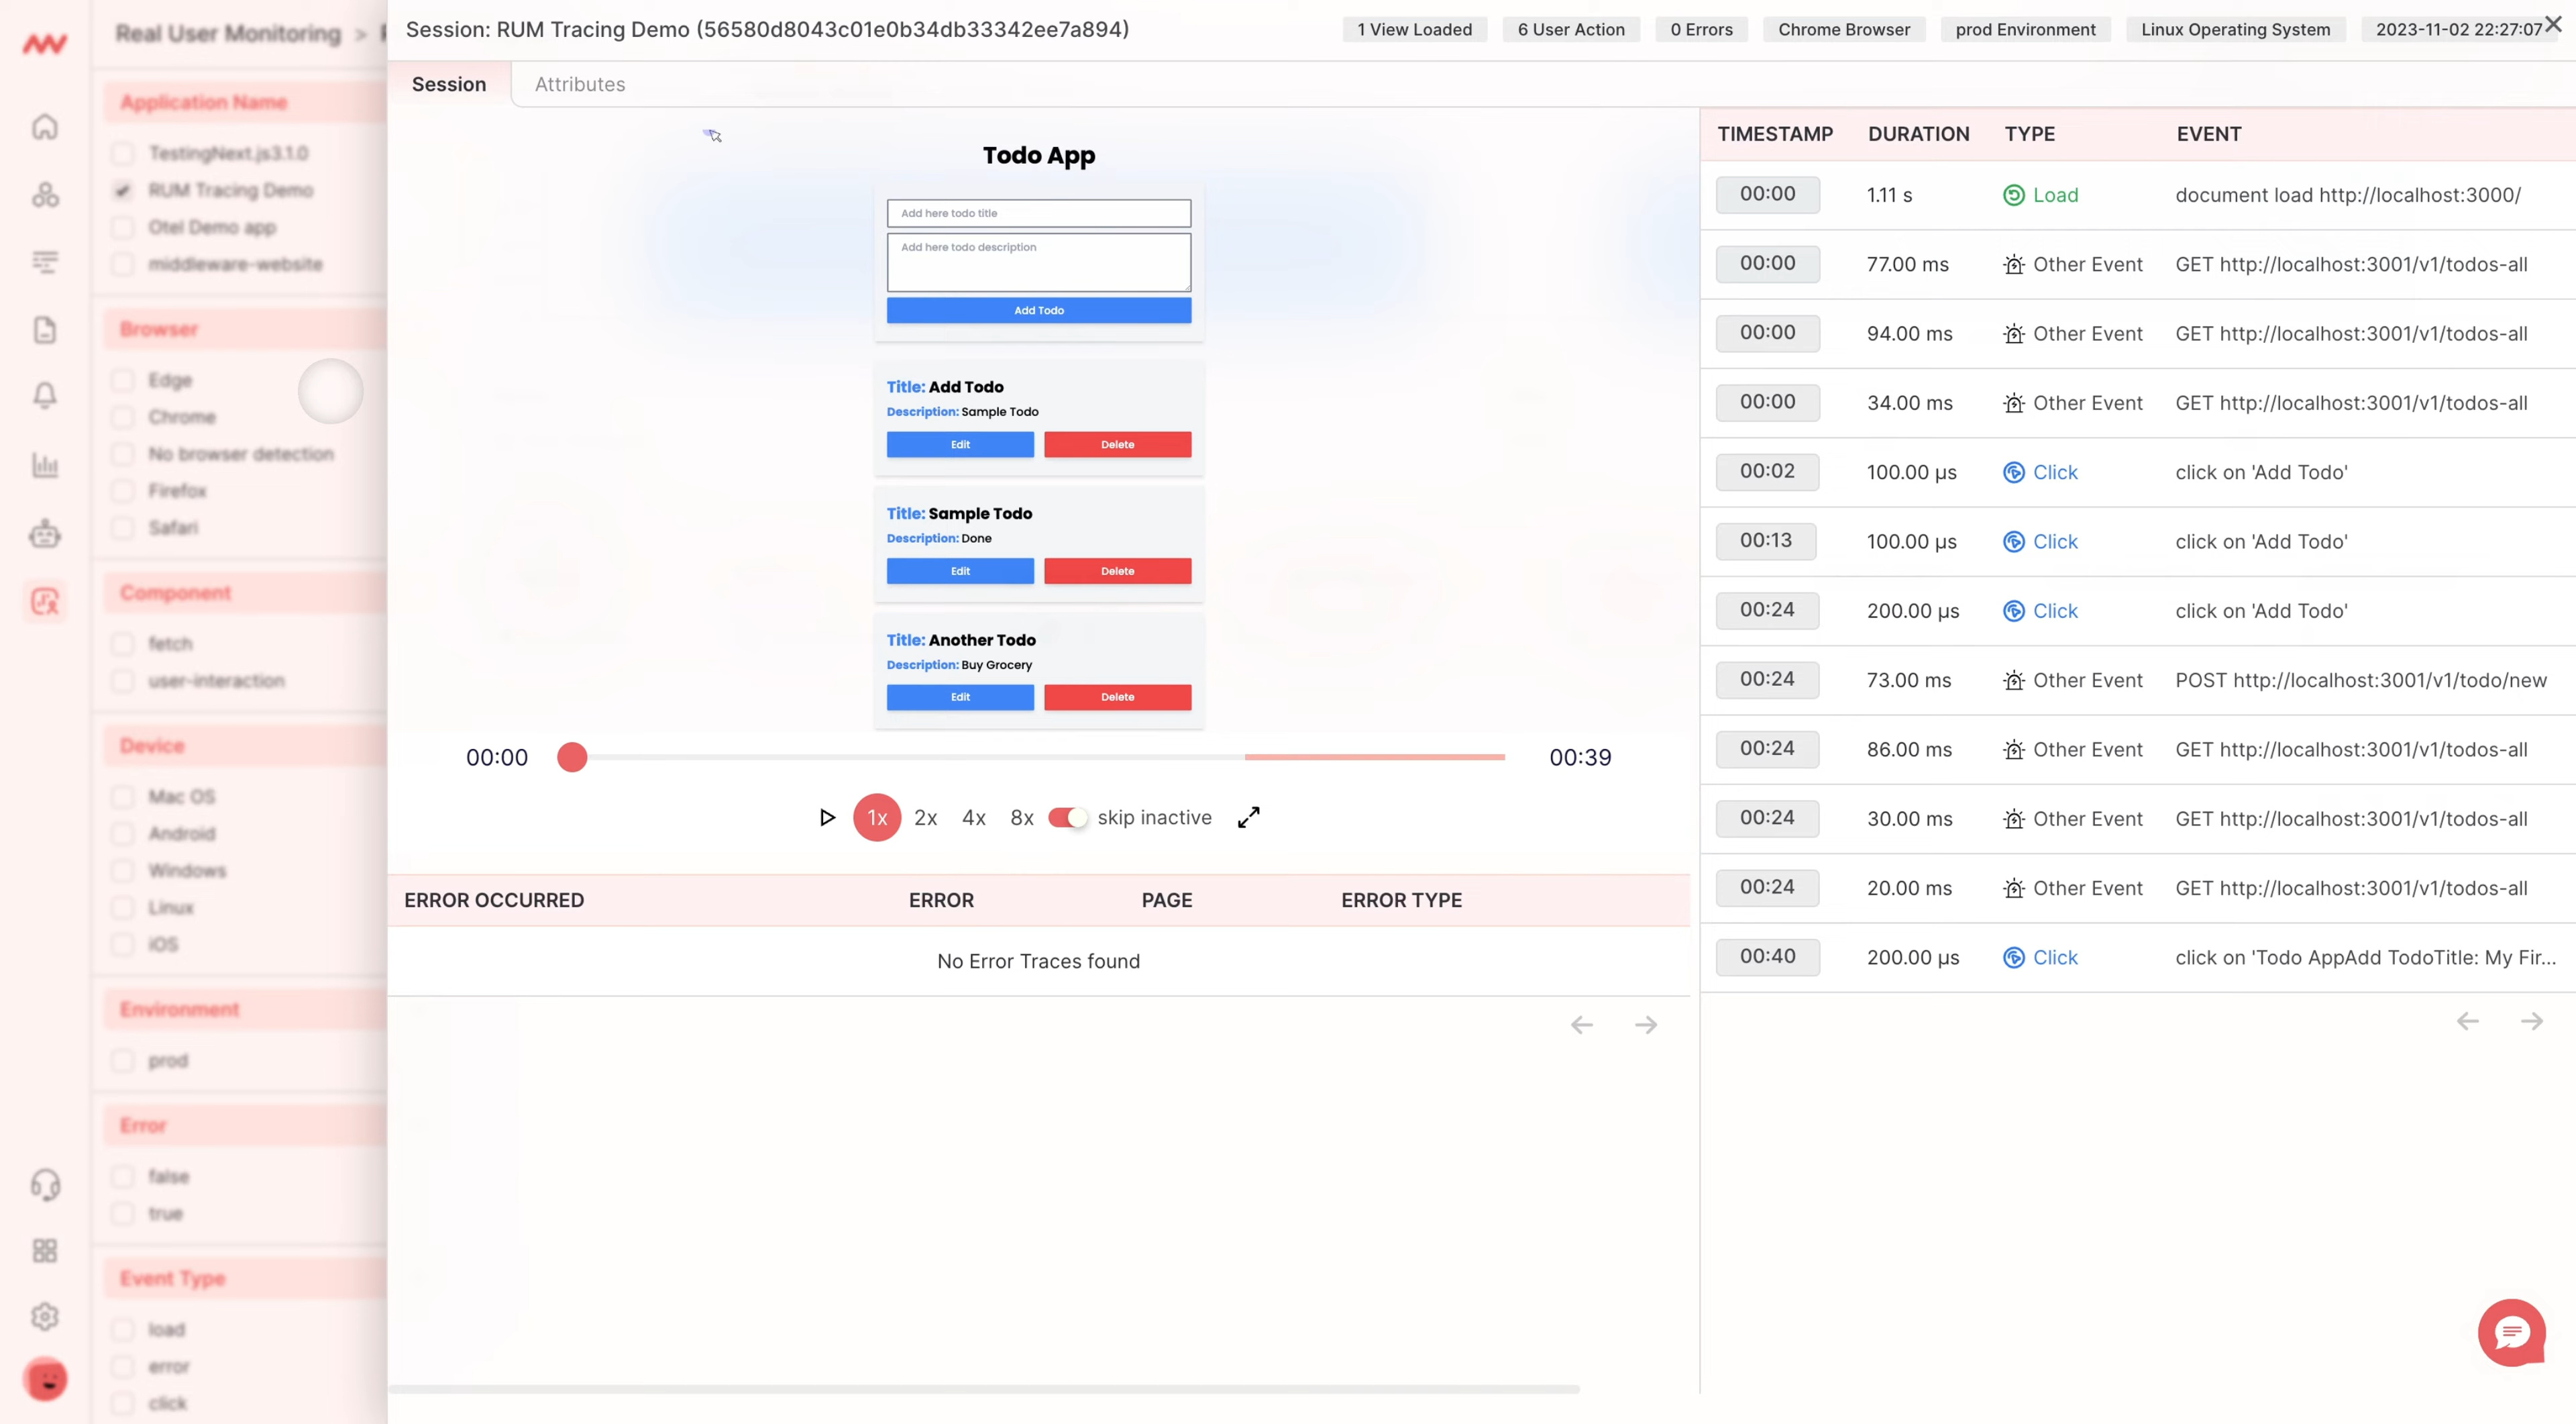 Real User Monitoring >
Session: RUM Tracing Demo (56580d8043c01e0b34db33342ee7a894)
1 View Loaded
6 User Action
0 Errors
Chrome Browser
prod Environment
Linux Operating System
2023-11-02 22:27:07
Session
Attributes
Application Name
TestingNext.js3.1.0
RUM Tracing Demo
Otel Demo app
middleware-website
Browser
Edge
Chrome
No browser detection
Firefox
Safari
Component
fetch
user-interaction
Device
Mac OS
Android
Windows
Linux
iOS
Environment
prod
Error
false
true
Event Type
load
error
click
Todo App
Add here todo title
Add here todo description
Add Todo
Title: Add Todo
Description: Sample Todo
Edit Delete
Title: Sample Todo
Description: Done
Edit Delete
Title: Another Todo
Description: Buy Grocery
Edit Delete
00:00 00:39
1x 2x 4x 8x skip inactive
ERROR OCCURRED ERROR PAGE ERROR TYPE
No Error Traces found
TIMESTAMP DURATION TYPE EVENT
00:00 1.11 s Load document load http://localhost:3000/
00:00 77.00 ms Other Event GET http://localhost:3001/v1/todos-all
00:00 94.00 ms Other Event GET http://localhost:3001/v1/todos-all
00:00 34.00 ms Other Event GET http://localhost:3001/v1/todos-all
00:02 100.00 µs Click click on 'Add Todo'
00:13 100.00 µs Click click on 'Add Todo'
00:24 200.00 µs Click click on 'Add Todo'
00:24 73.00 ms Other Event POST http://localhost:3001/v1/todo/new
00:24 86.00 ms Other Event GET http://localhost:3001/v1/todos-all
00:24 30.00 ms Other Event GET http://localhost:3001/v1/todos-all
00:24 20.00 ms Other Event GET http://localhost:3001/v1/todos-all
00:40 200.00 µs Click click on 'Todo AppAdd TodoTitle: My Fir...